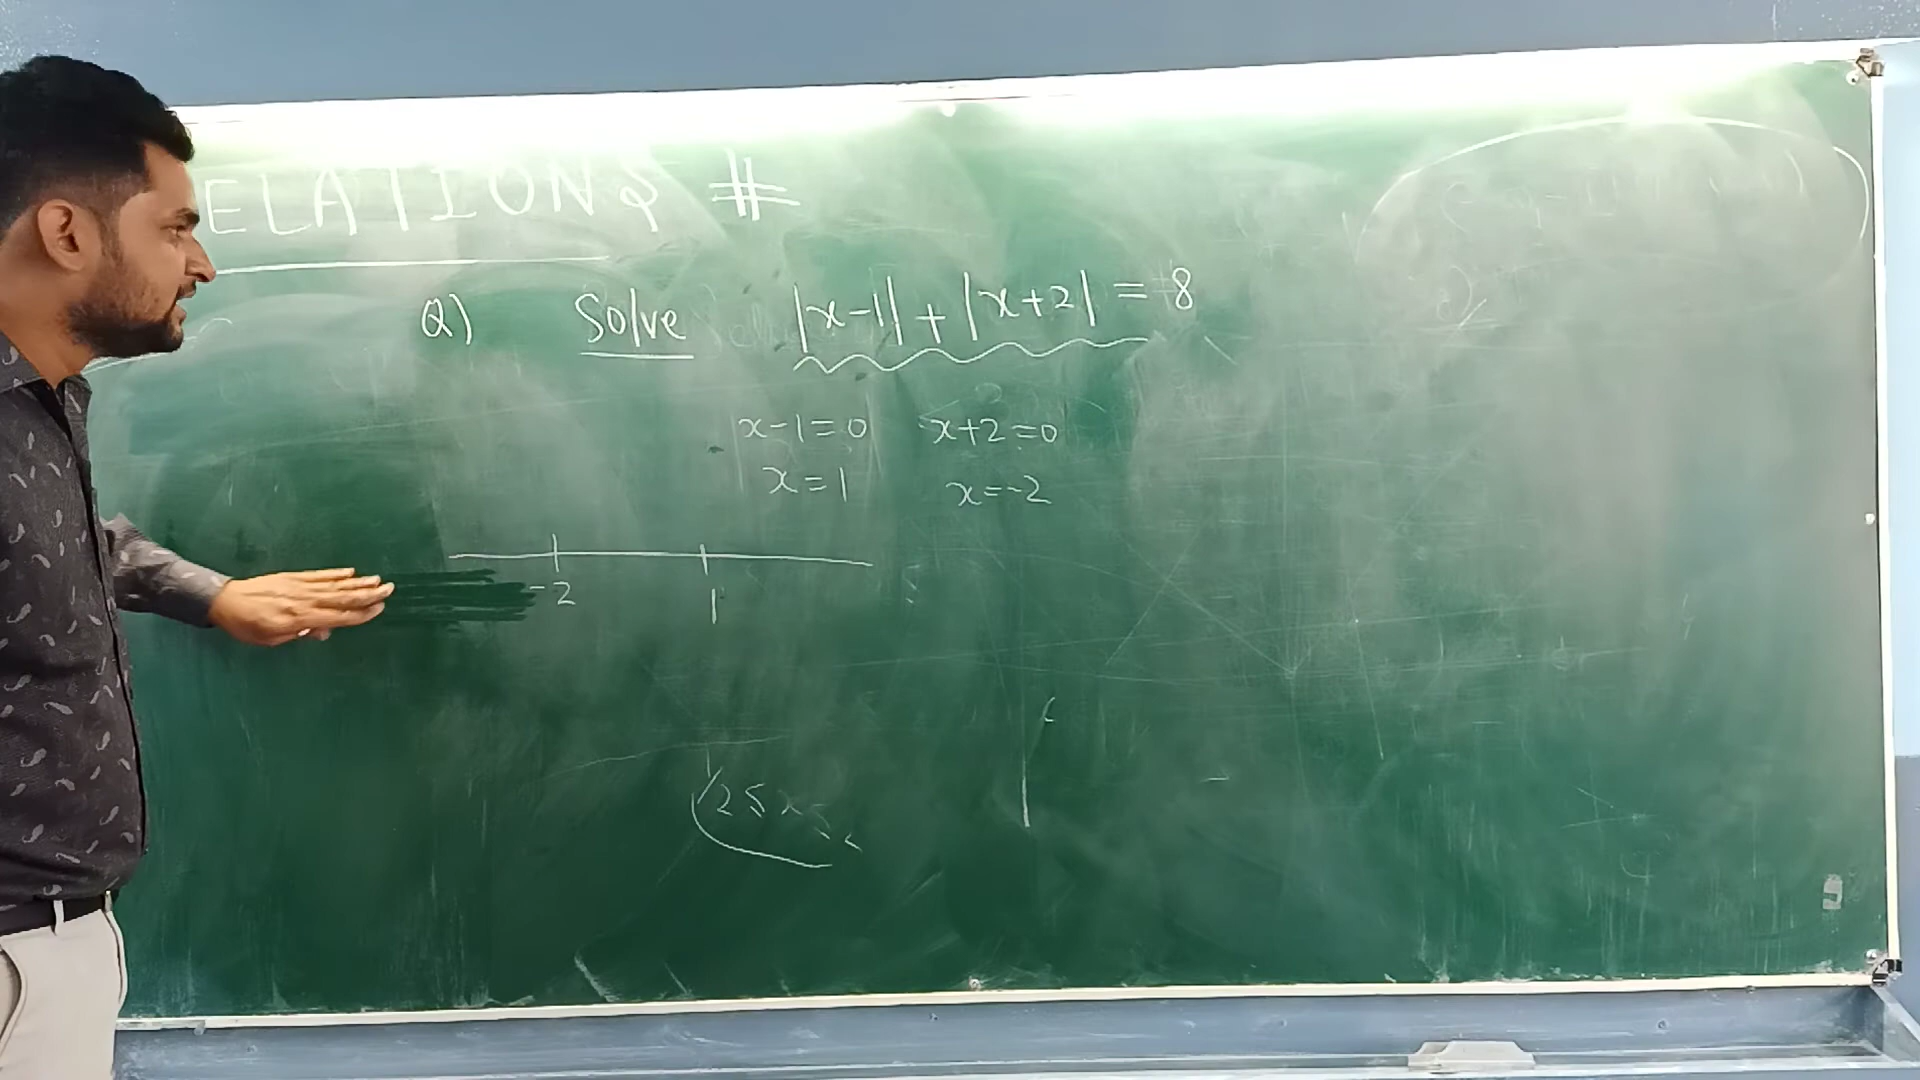 ELATIONS #
Q) Solve |x-1| + |x+2| = 8
x-1=0 x+2=0
x=1 x=-2
-2 1